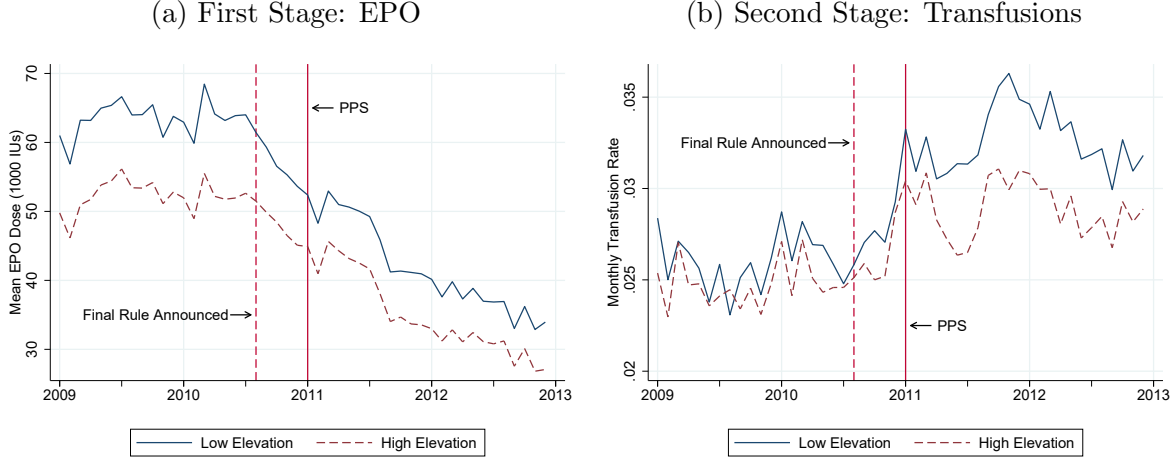 (a) First Stage: EPO
Mean EPO Dose (1000 IUs)
70
60
50
40
30
PPS
Final Rule Announced
2009
2010
2011
2012
2013
Low Elevation
High Elevation
(b) Second Stage: Transfusions
Monthly Transfusion Rate
.035
.03
.025
.02
Final Rule Announced
PPS
2009
2010
2011
2012
2013
Low Elevation
High Elevation